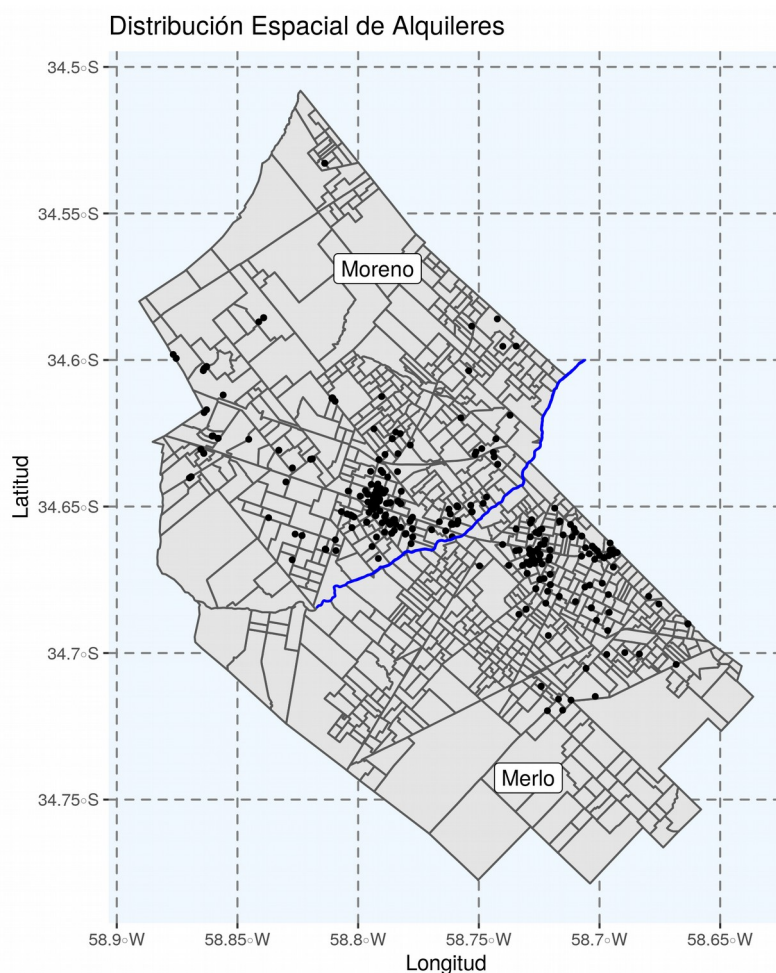 Distribución Espacial de Alquileres
34.5◦S
34.55◦S
34.6◦S
34.65◦S
34.7◦S
34.75◦S
Latitud
Moreno
Merlo
58.9◦W 58.85◦W 58.8◦W 58.75◦W 58.7◦W 58.65◦W
Longitud